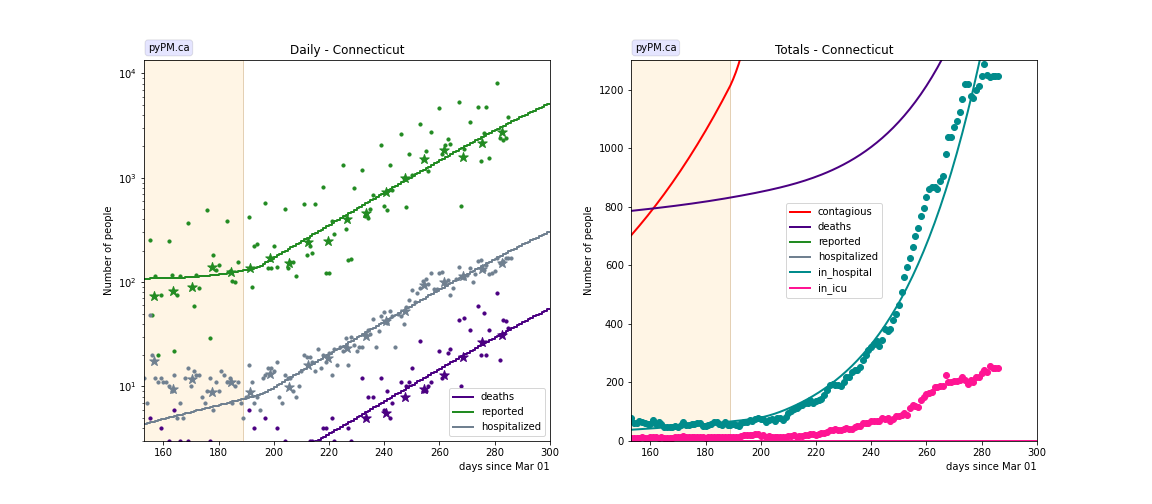 pyPM.ca
Daily - Connecticut
Number of people
10⁴
10³
10²
10¹
160
180
200
220
240
260
280
300
days since Mar 01
deaths
reported
hospitalized
pyPM.ca
Totals - Connecticut
Number of people
1200
1000
800
600
400
200
0
160
180
200
220
240
260
280
300
days since Mar 01
contagious
deaths
reported
hospitalized
in_hospital
in_icu